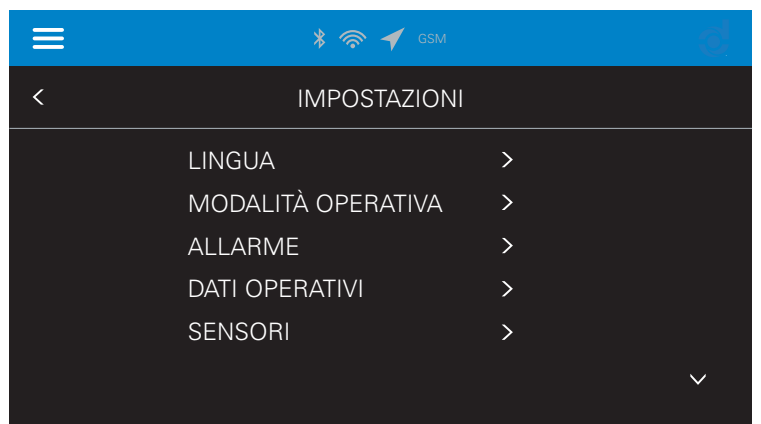 GSM
IMPOSTAZIONI
LINGUA
MODALITÀ OPERATIVA
ALLARME
DATI OPERATIVI
SENSORI